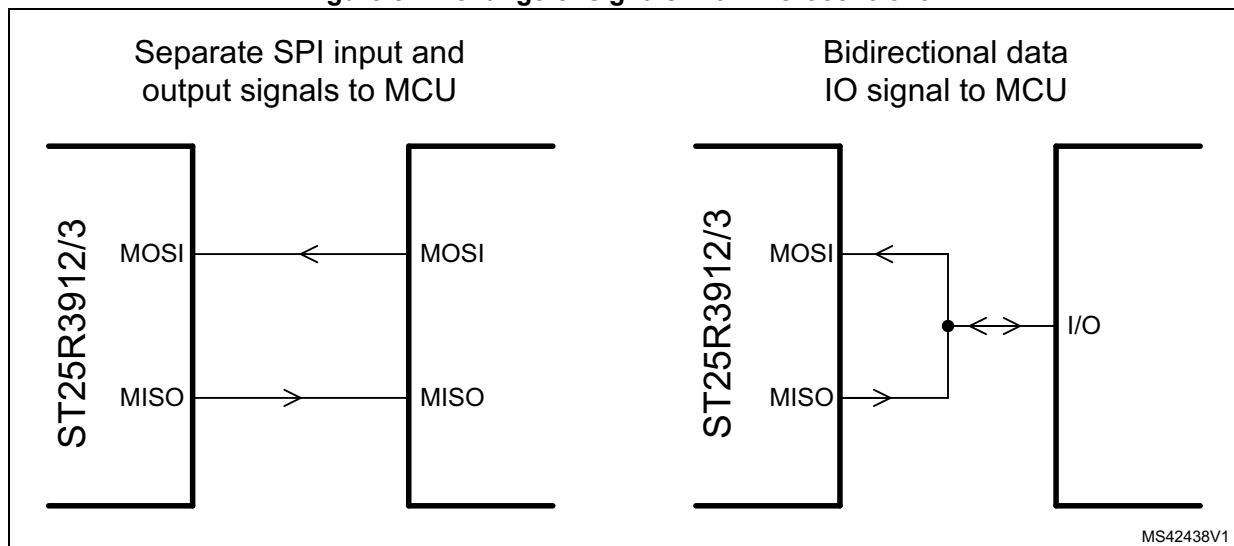 Separate SPI input and
output signals to MCU
Bidirectional data
IO signal to MCU
ST25R3912/3
MOSI
MOSI
MISO
MISO
ST25R3912/3
MOSI
I/O
MISO
MS42438V1